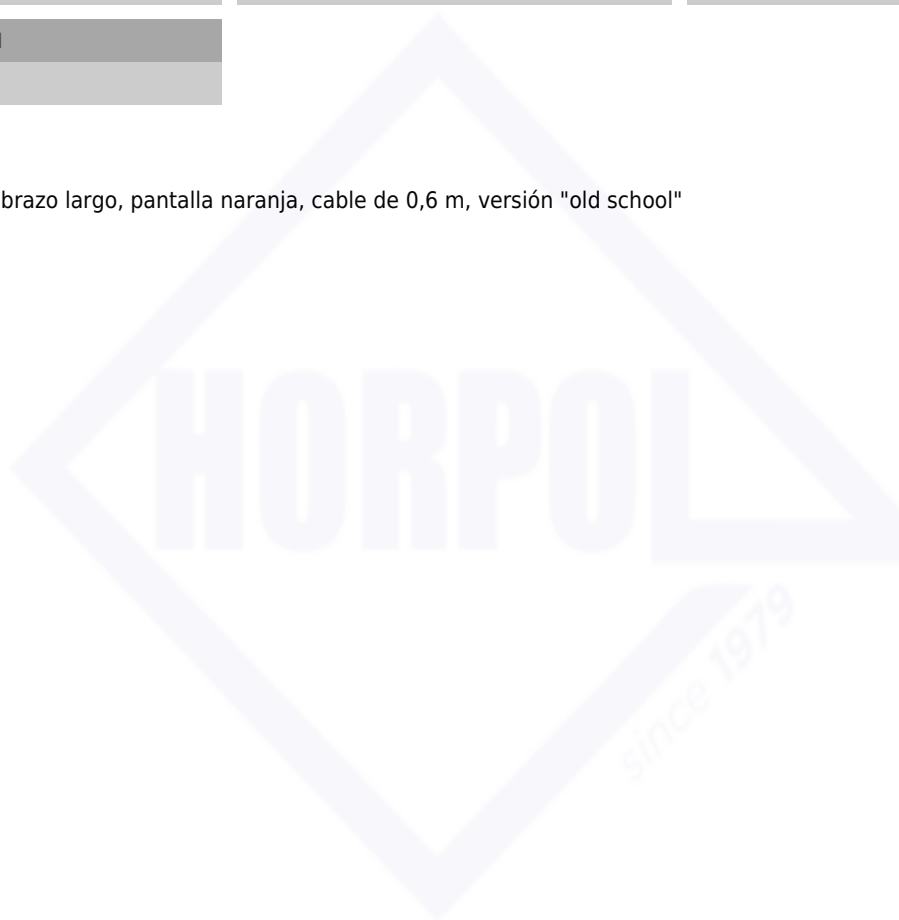 brazo largo, pantalla naranja, cable de 0,6 m, versión "old school"
HORPOL
since 1979